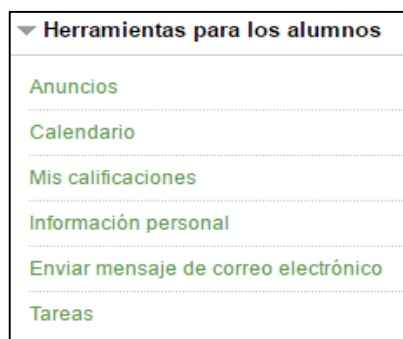 Herramientas para los alumnos
Anuncios
Calendario
Mis calificaciones
Información personal
Enviar mensaje de correo electrónico
Tareas